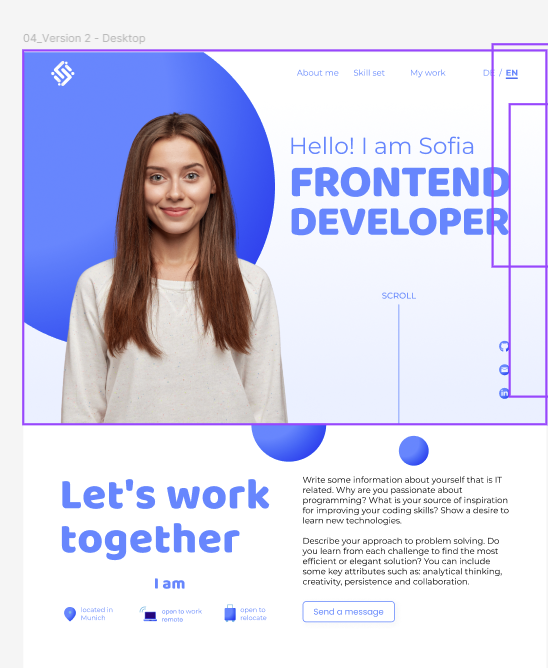 04_Version 2 - Desktop
About me Skill set My work DE / EN
Hello! I am Sofia
FRONTEND
DEVELOPER
SCROLL
in
Let's work
together
I am
located in
Munich
open to work
remote
open to
relocate
Write some information about yourself that is IT
related. Why are you passionate about
programming? What is your source of inspiration
for improving your coding skills? Show a desire to
learn new technologies.
Describe your approach to problem solving. Do
you learn from each challenge to find the most
efficient or elegant solution? You can include
some key attributes such as: analytical thinking,
creativity, persistence and collaboration.
Send a message